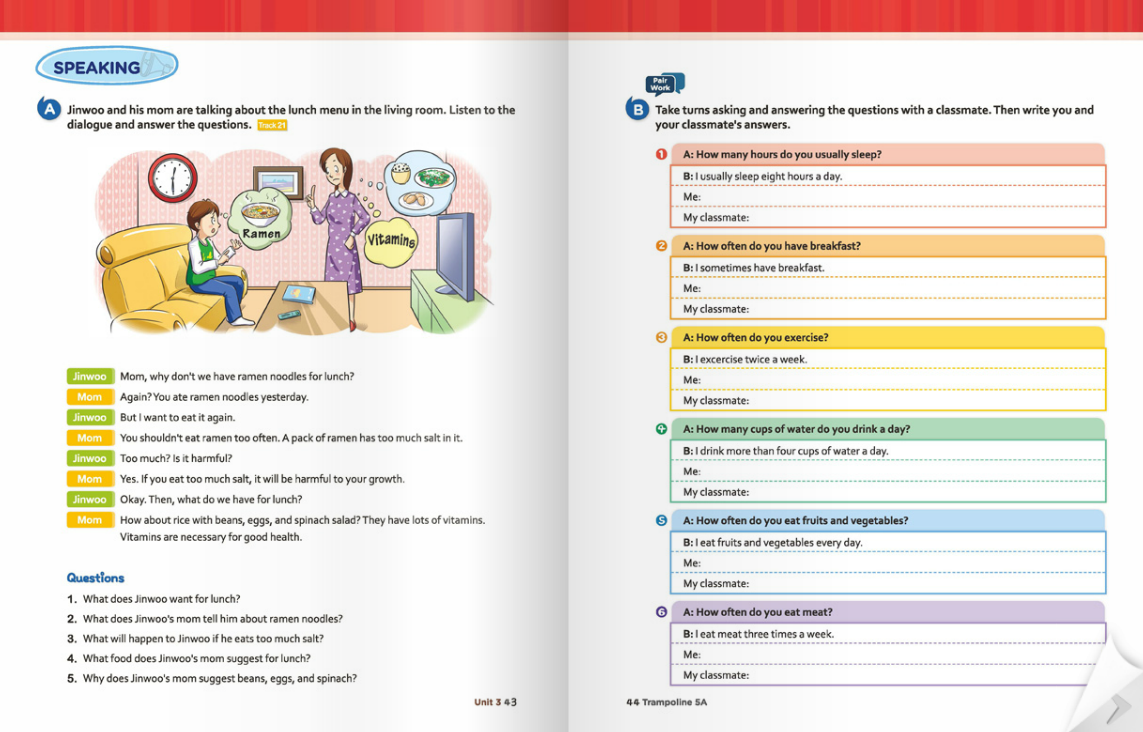 SPEAKING
A Jinwoo and his mom are talking about the lunch menu in the living room. Listen to the
dialogue and answer the questions. Track 21
Ramen
Vitamins
Jinwoo Mom, why don't we have ramen noodles for lunch?
Mom Again? You ate ramen noodles yesterday.
Jinwoo But I want to eat it again.
Mom You shouldn't eat ramen too often. A pack of ramen has too much salt in it.
Jinwoo Too much? Is it harmful?
Mom Yes. If you eat too much salt, it will be harmful to your growth.
Jinwoo Okay. Then, what do we have for lunch?
Mom How about rice with beans, eggs, and spinach salad? They have lots of vitamins.
Vitamins are necessary for good health.
Questions
1. What does Jinwoo want for lunch?
2. What does Jinwoo's mom tell him about ramen noodles?
3. What will happen to Jinwoo if he eats too much salt?
4. What food does Jinwoo's mom suggest for lunch?
5. Why does Jinwoo's mom suggest beans, eggs, and spinach?
Unit 3 43
Pair
Work
B Take turns asking and answering the questions with a classmate. Then write you and
your classmate's answers.
1 A: How many hours do you usually sleep?
B: I usually sleep eight hours a day.
Me:
My classmate:
2 A: How often do you have breakfast?
B: I sometimes have breakfast.
Me:
My classmate:
3 A: How often do you exercise?
B: I excercise twice a week.
Me:
My classmate:
4 A: How many cups of water do you drink a day?
B: I drink more than four cups of water a day.
Me:
My classmate:
5 A: How often do you eat fruits and vegetables?
B: I eat fruits and vegetables every day.
Me:
My classmate:
6 A: How often do you eat meat?
B: I eat meat three times a week.
Me:
My classmate:
44 Trampoline 5A